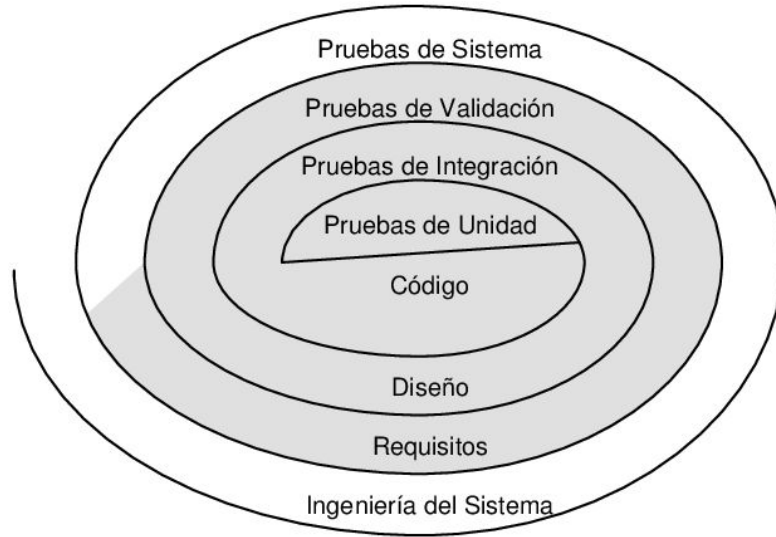 Pruebas de Sistema
Pruebas de Validación
Pruebas de Integración
Pruebas de Unidad
Código
Diseño
Requisitos
Ingeniería del Sistema